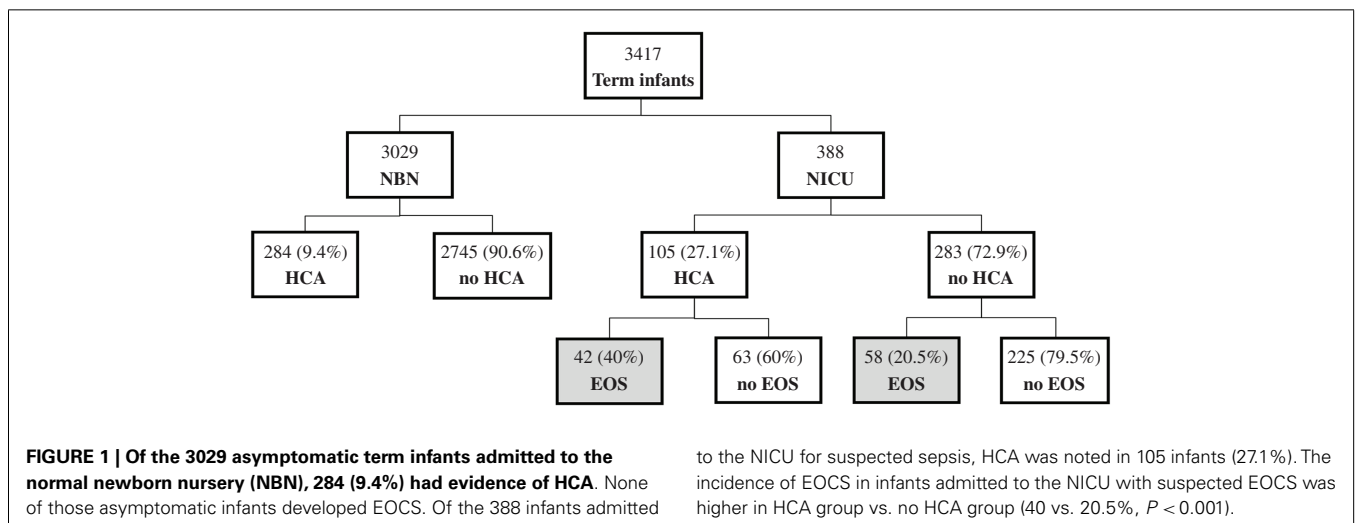 3417
Term infants
3029
NBN
388
NICU
284 (9.4%)
HCA
2745 (90.6%)
no HCA
105 (27.1%)
HCA
283 (72.9%)
no HCA
42 (40%)
EOS
63 (60%)
no EOS
58 (20.5%)
EOS
225 (79.5%)
no EOS
FIGURE 1 | Of the 3029 asymptomatic term infants admitted to the
normal newborn nursery (NBN), 284 (9.4%) had evidence of HCA. None
of those asymptomatic infants developed EOCS. Of the 388 infants admitted
to the NICU for suspected sepsis, HCA was noted in 105 infants (27.1%). The
incidence of EOCS in infants admitted to the NICU with suspected EOCS was
higher in HCA group vs. no HCA group (40 vs. 20.5%, P < 0.001).